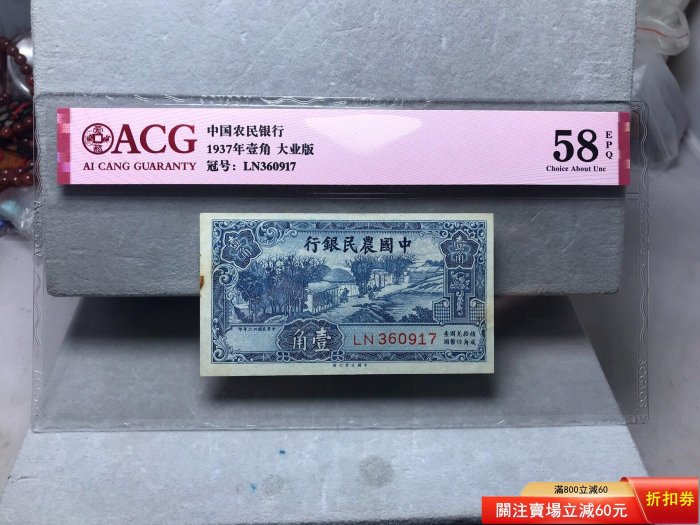 ACG
AI CANG GUARANTY
中国农民银行
1937年壹角 大业版
冠号: LN360917
58
EPQ
Choice About Unc
行銀民農國中
壹角
角壹
LN 360917
滿800立減60
關注賣場立減60元
折扣券